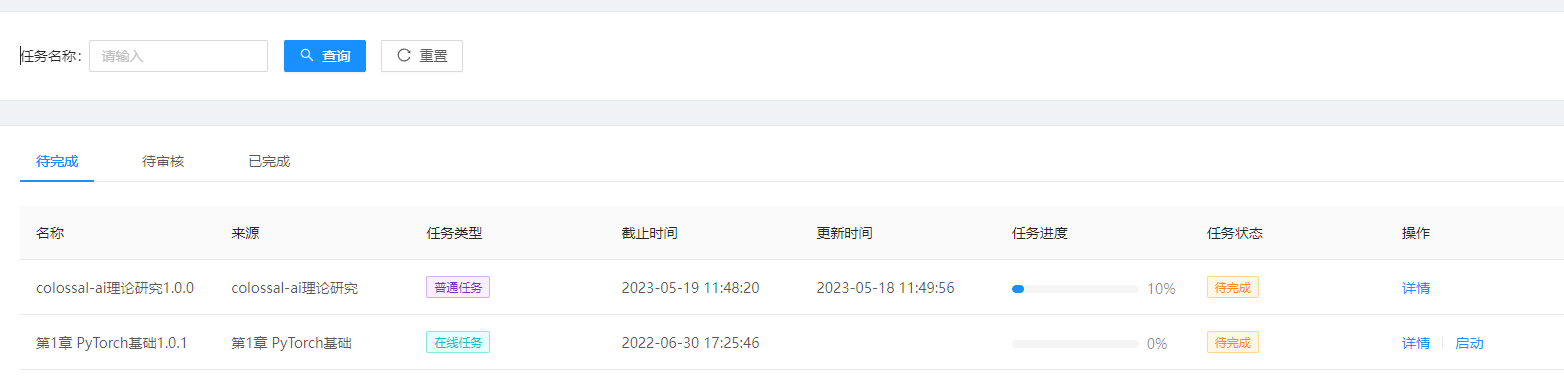 任务名称: 请输入 查询 重置
待完成 待审核 已完成
名称 来源 任务类型 截止时间 更新时间 任务进度 任务状态 操作
colossal-ai理论研究1.0.0 colossal-ai理论研究 普通任务 2023-05-19 11:48:20 2023-05-18 11:49:56 10% 待完成 详情
第1章 PyTorch基础1.0.1 第1章 PyTorch基础 在线任务 2022-06-30 17:25:46 0% 待完成 详情 启动